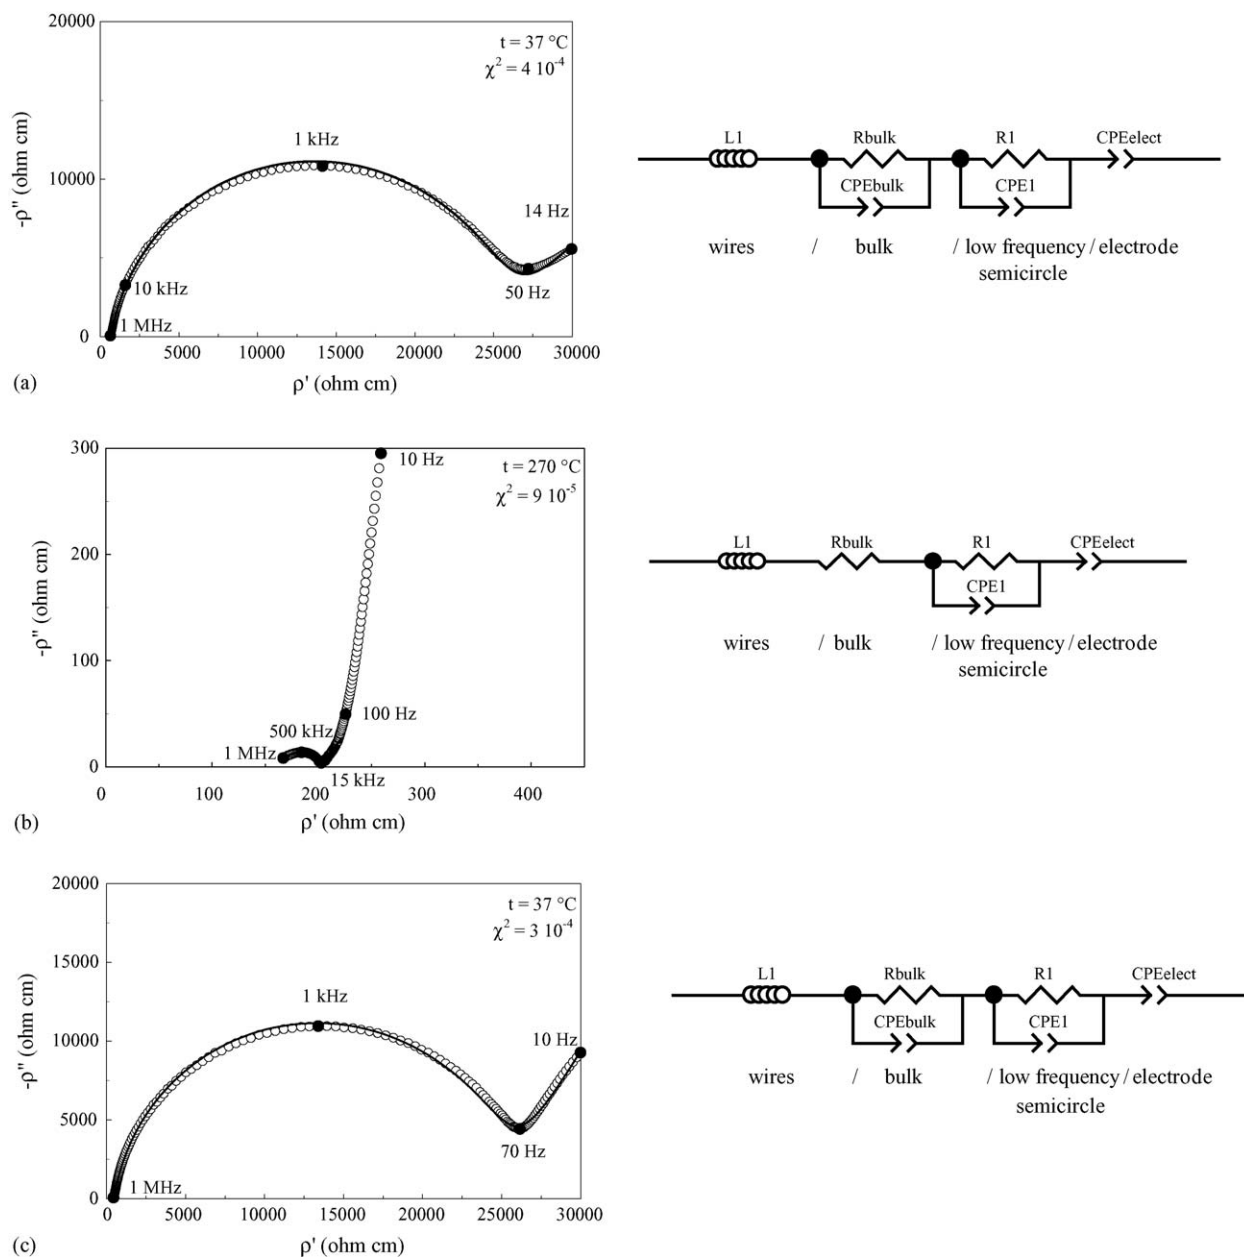 20000
t = 37 °C
χ² = 4 10⁻⁴
1 kHz
10000
14 Hz
10 kHz
50 Hz
1 MHz
0
0 5000 10000 15000 20000 25000 30000
-ρ" (ohm cm)
ρ' (ohm cm)
(a)
L1 Rbulk R1 CPEelect
CPEbulk CPE1
wires / bulk / low frequency / electrode
semicircle
300
10 Hz
t = 270 °C
χ² = 9 10⁻⁵
200
100
500 kHz 100 Hz
1 MHz
0
15 kHz
0 100 200 300 400
-ρ" (ohm cm)
ρ' (ohm cm)
(b)
L1 Rbulk R1 CPEelect
CPE1
wires / bulk / low frequency / electrode
semicircle
20000
t = 37 °C
χ² = 3 10⁻⁴
15000
1 kHz
10000
10 Hz
5000
70 Hz
1 MHz
0
0 5000 10000 15000 20000 25000 30000
-ρ" (ohm cm)
ρ' (ohm cm)
(c)
L1 Rbulk R1 CPEelect
CPEbulk CPE1
wires / bulk / low frequency / electrode
semicircle